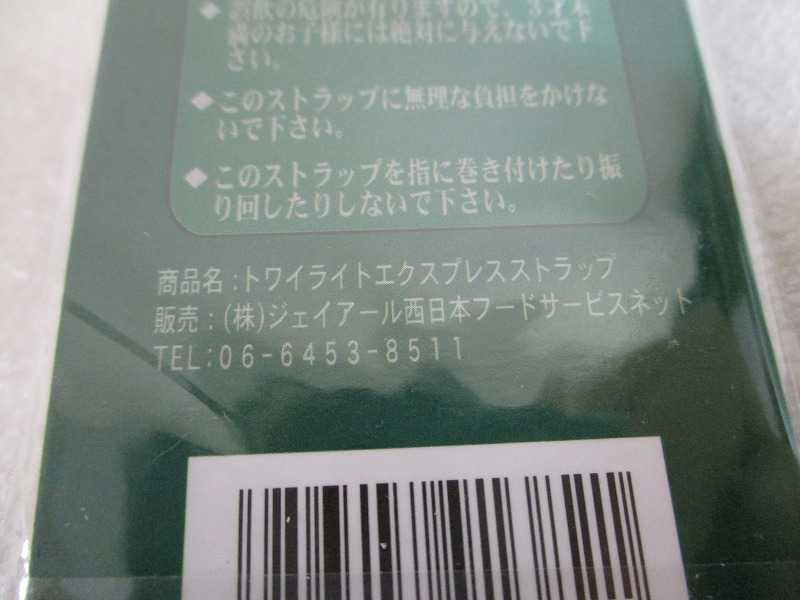 ◆誤飲の危険が有りますので、3才未
満のお子様には絶対に与えないで下
さい。
◆このストラップに無理な負担をかけな
いで下さい。
◆このストラップを指に巻き付けたり振
り回したりしないで下さい。
商品名:トワイライトエクスプレスストラップ
販売:(株)ジェイアール西日本フードサービスネット
TEL:06-6453-8511